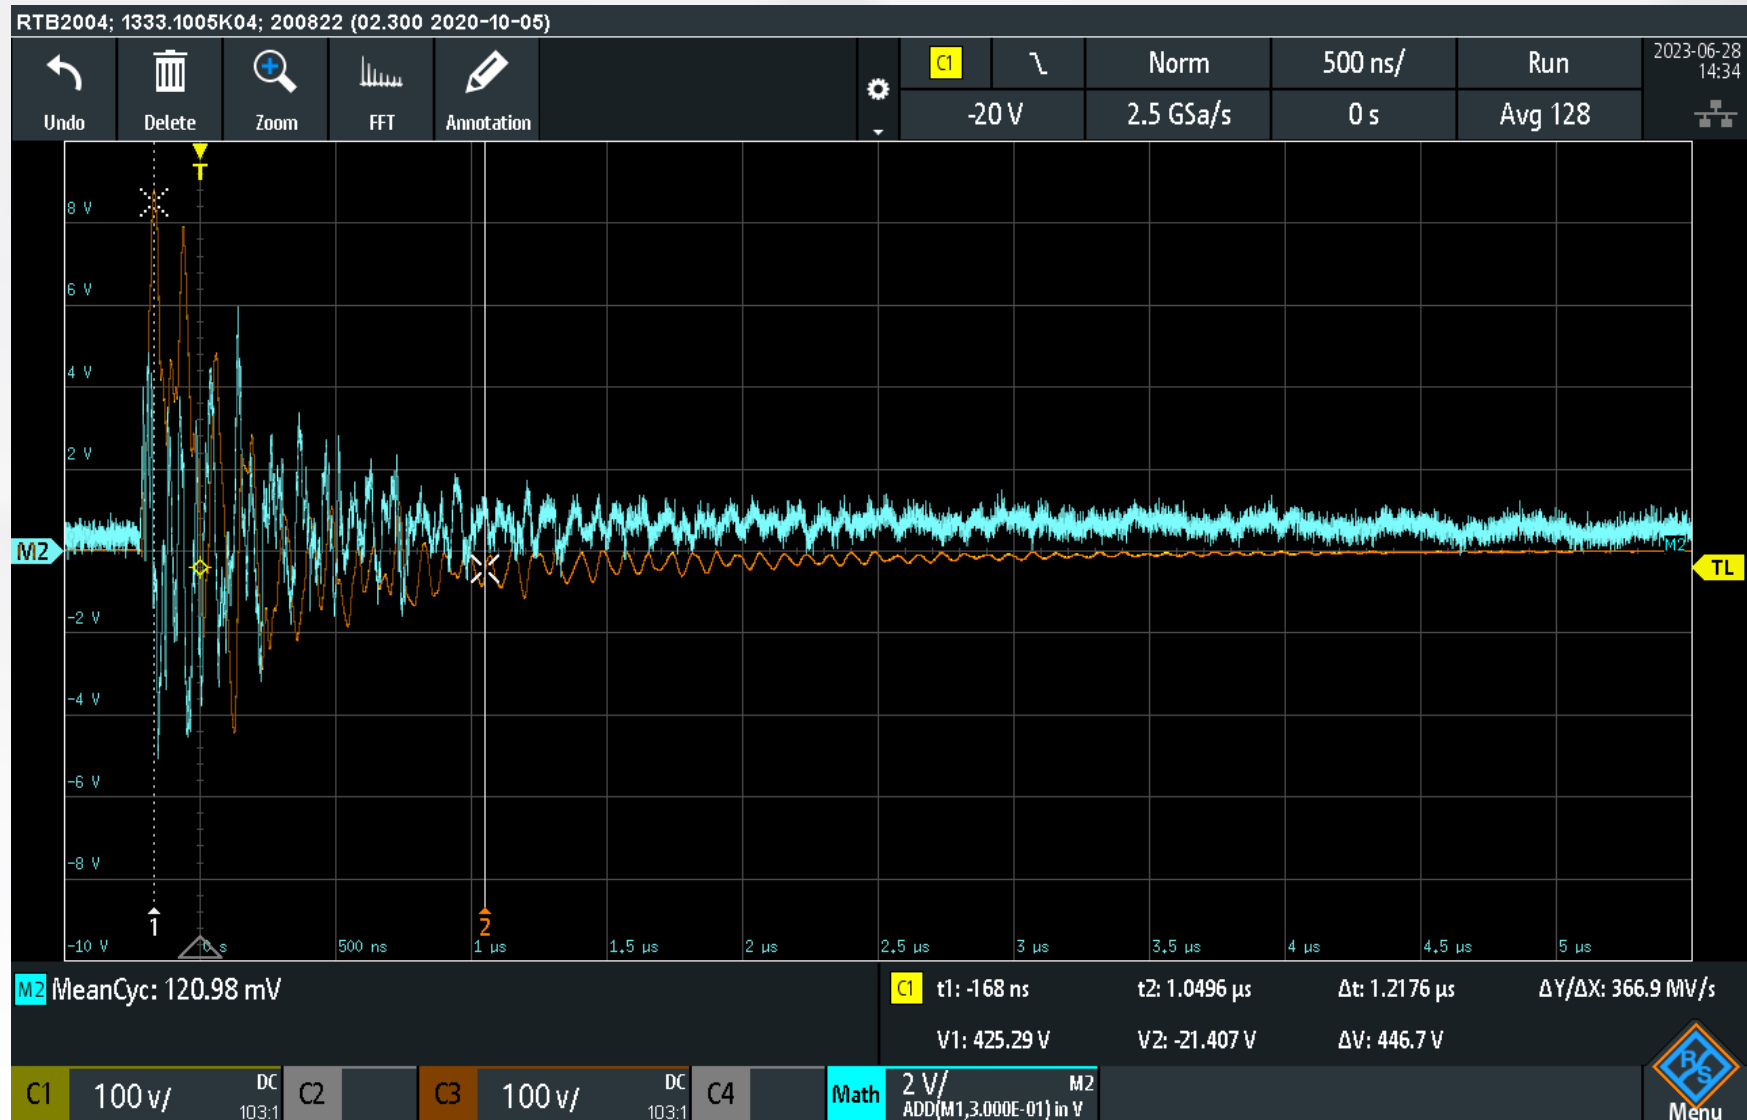 RTB2004; 1333.1005K04; 200822 (02.300 2020-10-05)
Undo Delete Zoom FFT Annotation
C1 Norm 500 ns/ Run
-20 V 2.5 GSa/s 0 s Avg 128
2023-06-28
14:34
T
8 V
6 V
4 V
2 V
M2
M2
TL
-2 V
-4 V
-6 V
-8 V
1
2
-10 V 0 s 500 ns 1 µs 1.5 µs 2 µs 2.5 µs 3 µs 3.5 µs 4 µs 4.5 µs 5 µs
M2 MeanCyc: 120.98 mV
C1 t1: -168 ns t2: 1.0496 µs Δt: 1.2176 µs ΔY/ΔX: 366.9 MV/s
V1: 425.29 V V2: -21.407 V ΔV: 446.7 V
C1 100 V/ DC 103:1
C2
C3 100 V/ DC 103:1
C4
Math 2 V/ M2
ADD(M1,3.000E-01) in V
R&S
Menu